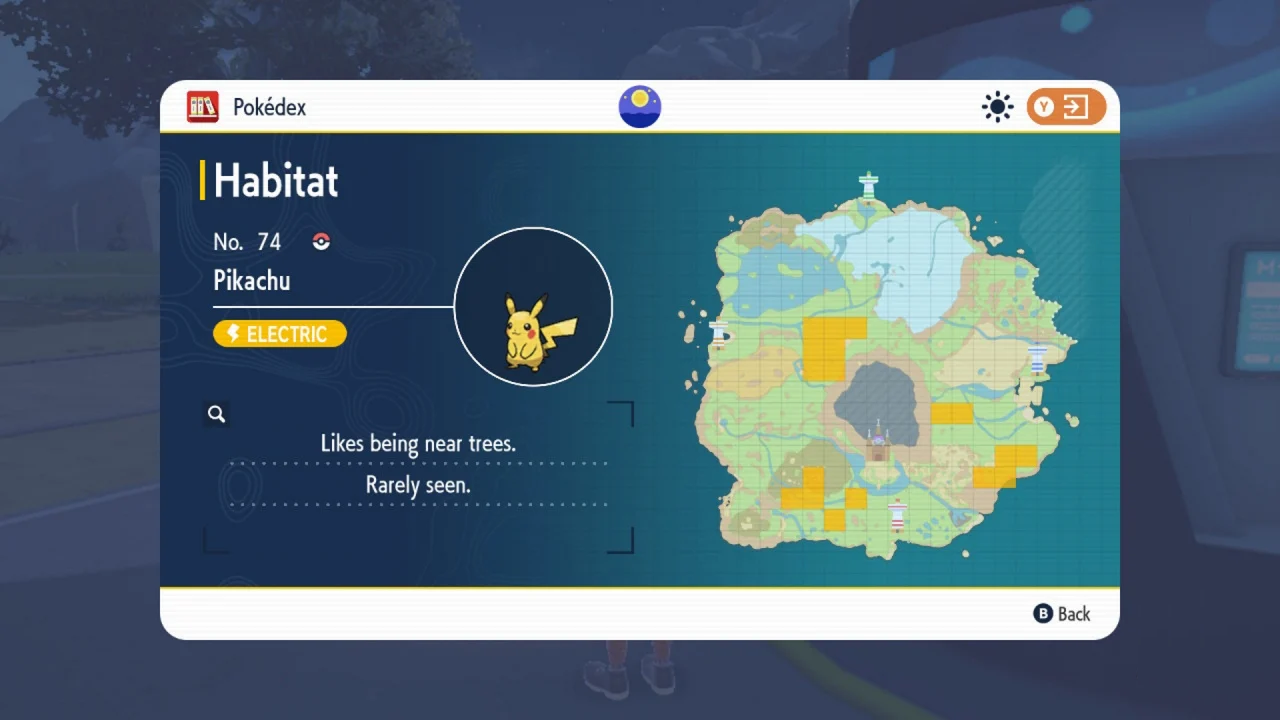 Pokédex
Y
Habitat
No. 74
Pikachu
ELECTRIC
Likes being near trees.
Rarely seen.
B Back